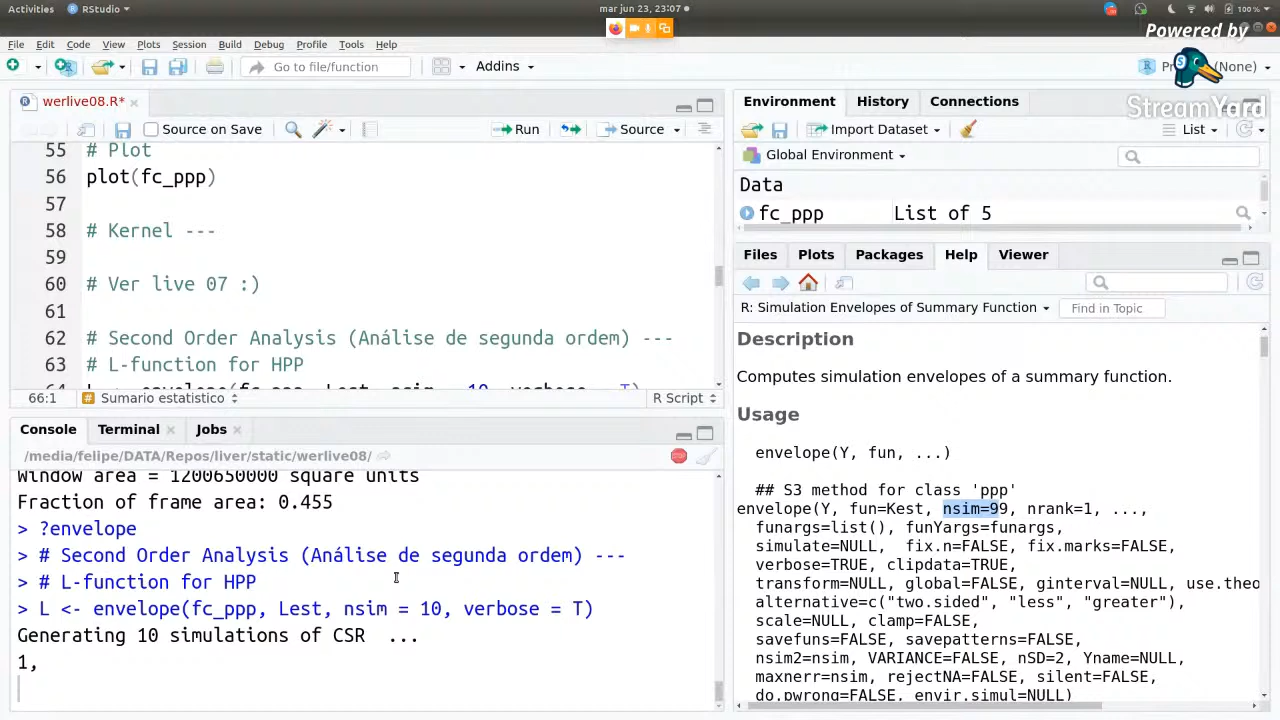 Activities RStudio mar jun 23, 23:07 100 %
Powered by
StreamYard
File Edit Code View Plots Session Build Debug Profile Tools Help
Go to file/function Addins (None)
werlive08.R*
Source on Save Run Source
55 # Plot
56 plot(fc_ppp)
57
58 # Kernel ---
59
60 # Ver live 07 :)
61
62 # Second Order Analysis (Análise de segunda ordem) ---
63 # L-function for HPP
64 L <- envelope(fc_ppp, Lest, nsim = 10, verbose = T)
66:1 Sumario estatistico R Script
Console Terminal Jobs
/media/felipe/DATA/Repos/liver/static/werlive08/
Window area = 1200650000 square units
Fraction of frame area: 0.455
> ?envelope
> # Second Order Analysis (Análise de segunda ordem) ---
> # L-function for HPP
> L <- envelope(fc_ppp, Lest, nsim = 10, verbose = T)
Generating 10 simulations of CSR ...
1,
Environment History Connections
Import Dataset List
Global Environment
Data
fc_ppp List of 5
Files Plots Packages Help Viewer
R: Simulation Envelopes of Summary Function Find in Topic
Description
Computes simulation envelopes of a summary function.
Usage
envelope(Y, fun, ...)
## S3 method for class 'ppp'
envelope(Y, fun=Kest, nsim=99, nrank=1, ...,
funargs=list(), funYargs=funargs,
simulate=NULL, fix.n=FALSE, fix.marks=FALSE,
verbose=TRUE, clipdata=TRUE,
transform=NULL, global=FALSE, ginterval=NULL, use.theo
alternative=c("two.sided", "less", "greater"),
scale=NULL, clamp=FALSE,
savefuns=FALSE, savepatterns=FALSE,
nsim2=nsim, VARIANCE=FALSE, nSD=2, Yname=NULL,
maxnerr=nsim, rejectNA=FALSE, silent=FALSE,
do.pwrong=FALSE, envir.simul=NULL)